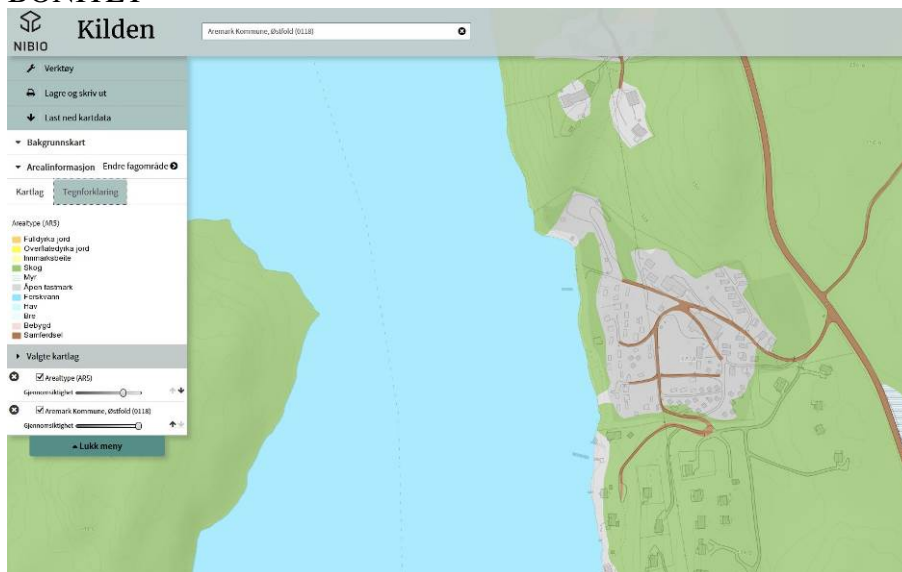 BONITET
NIBIO
Kilden
Aremark Kommune, Østfold (0118)
Verktøy
Lagre og skriv ut
Last ned kartdata
Bakgrunnskart
Arealinformasjon Endre fagområde
Kartlag Tegnforklaring
Arealtype (AR5)
Fulldyrka jord
Overflatedyrka jord
Innmarksbeite
Skog
Myr
Åpen fastmark
Ferskvann
Hav
Bre
Bebygd
Samferdsel
Valgte kartlag
Arealtype (AR5)
Gjennomsiktighet
Aremark Kommune, Østfold (0118)
Gjennomsiktighet
Lukk meny